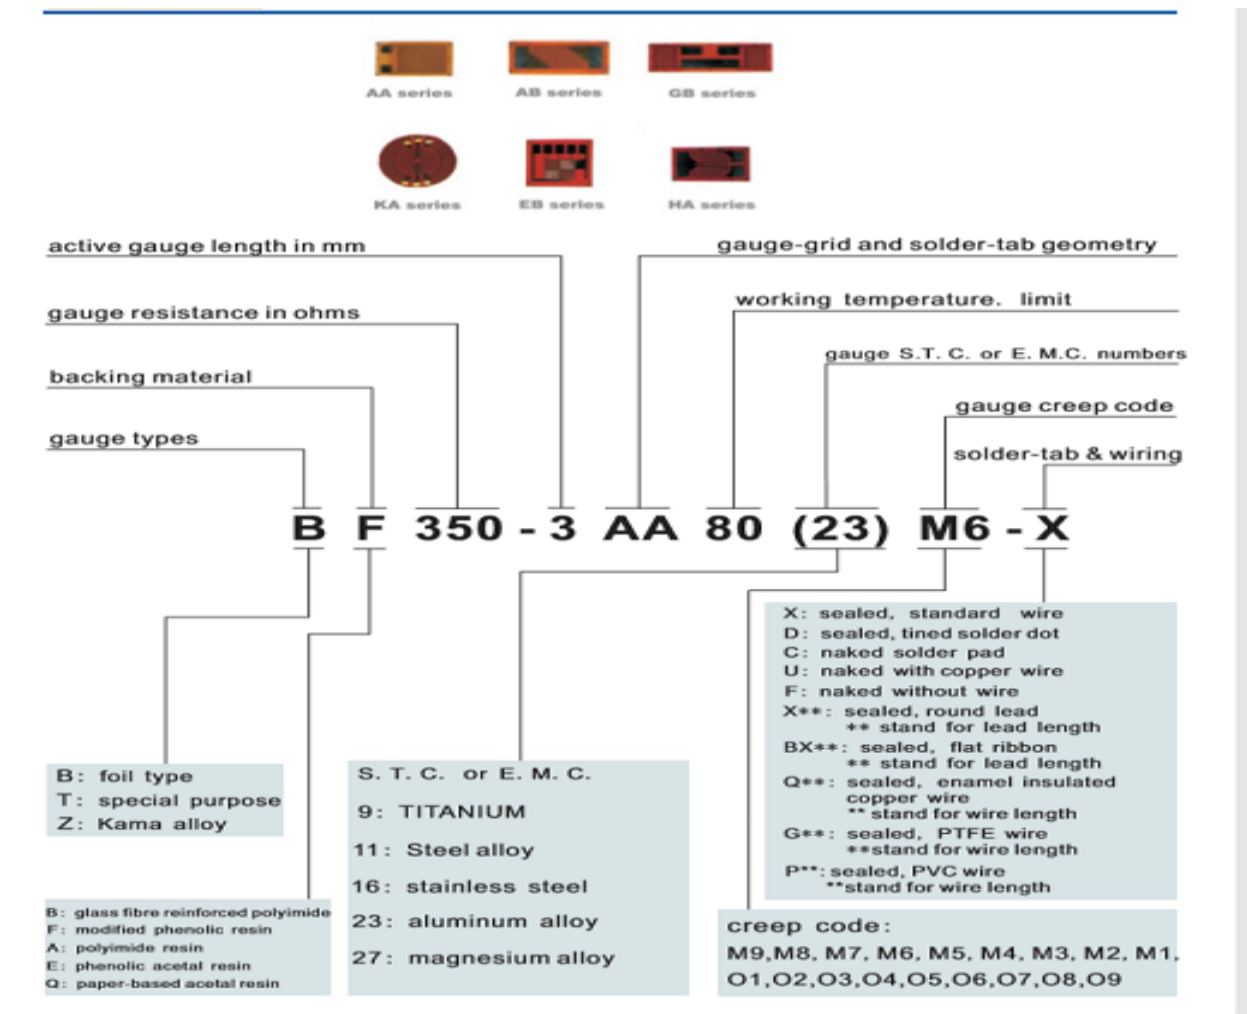 AA series
AB series
GB series
KA series
EB series
HA series
active gauge length in mm
gauge-grid and solder-tab geometry
gauge resistance in ohms
working temperature. limit
backing material
gauge S.T. C. or E. M.C. numbers
gauge types
gauge creep code
solder-tab & wiring
B F 350 - 3 AA 80 (23) M6 - X
B: foil type
T: special purpose
Z: Kama alloy
B: glass fibre reinforced polyimide
F: modified phenolic resin
A: polyimide resin
E: phenolic acetal resin
Q: paper-based acetal resin
S. T. C. or E. M. C.
9: TITANIUM
11: Steel alloy
16: stainless steel
23: aluminum alloy
27: magnesium alloy
X: sealed, standard wire
D: sealed, tined solder dot
C: naked solder pad
U: naked with copper wire
F: naked without wire
X**: sealed, round lead
** stand for lead length
BX**: sealed, flat ribbon
** stand for lead length
Q**: sealed, enamel insulated
copper wire
** stand for wire length
G**: sealed, PTFE wire
**stand for wire length
P**: sealed, PVC wire
**stand for wire length
creep code:
M9,M8, M7, M6, M5, M4, M3, M2, M1,
O1,O2,O3,O4,O5,O6,O7,O8,O9